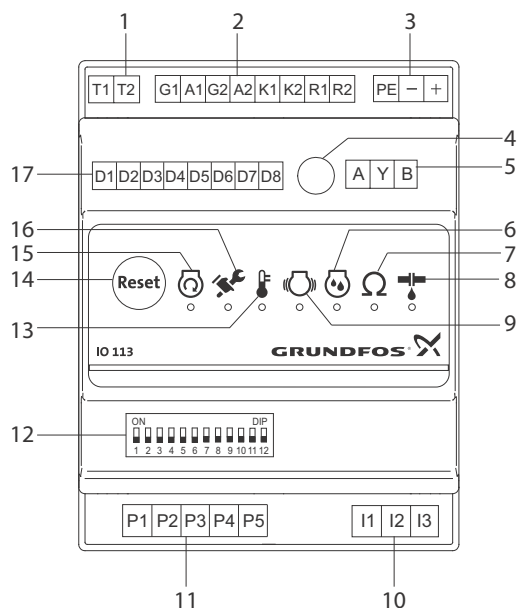 1 2 3
T1 T2 G1 A1 G2 A2 K1 K2 R1 R2 PE − +
4
17 D1 D2 D3 D4 D5 D6 D7 D8 A Y B 5
16 6
15 7
14 Reset Ω 8
13 9
IO 113 GRUNDFOS
12 ON DIP
1 2 3 4 5 6 7 8 9 10 11 12
P1 P2 P3 P4 P5 I1 I2 I3
11 10